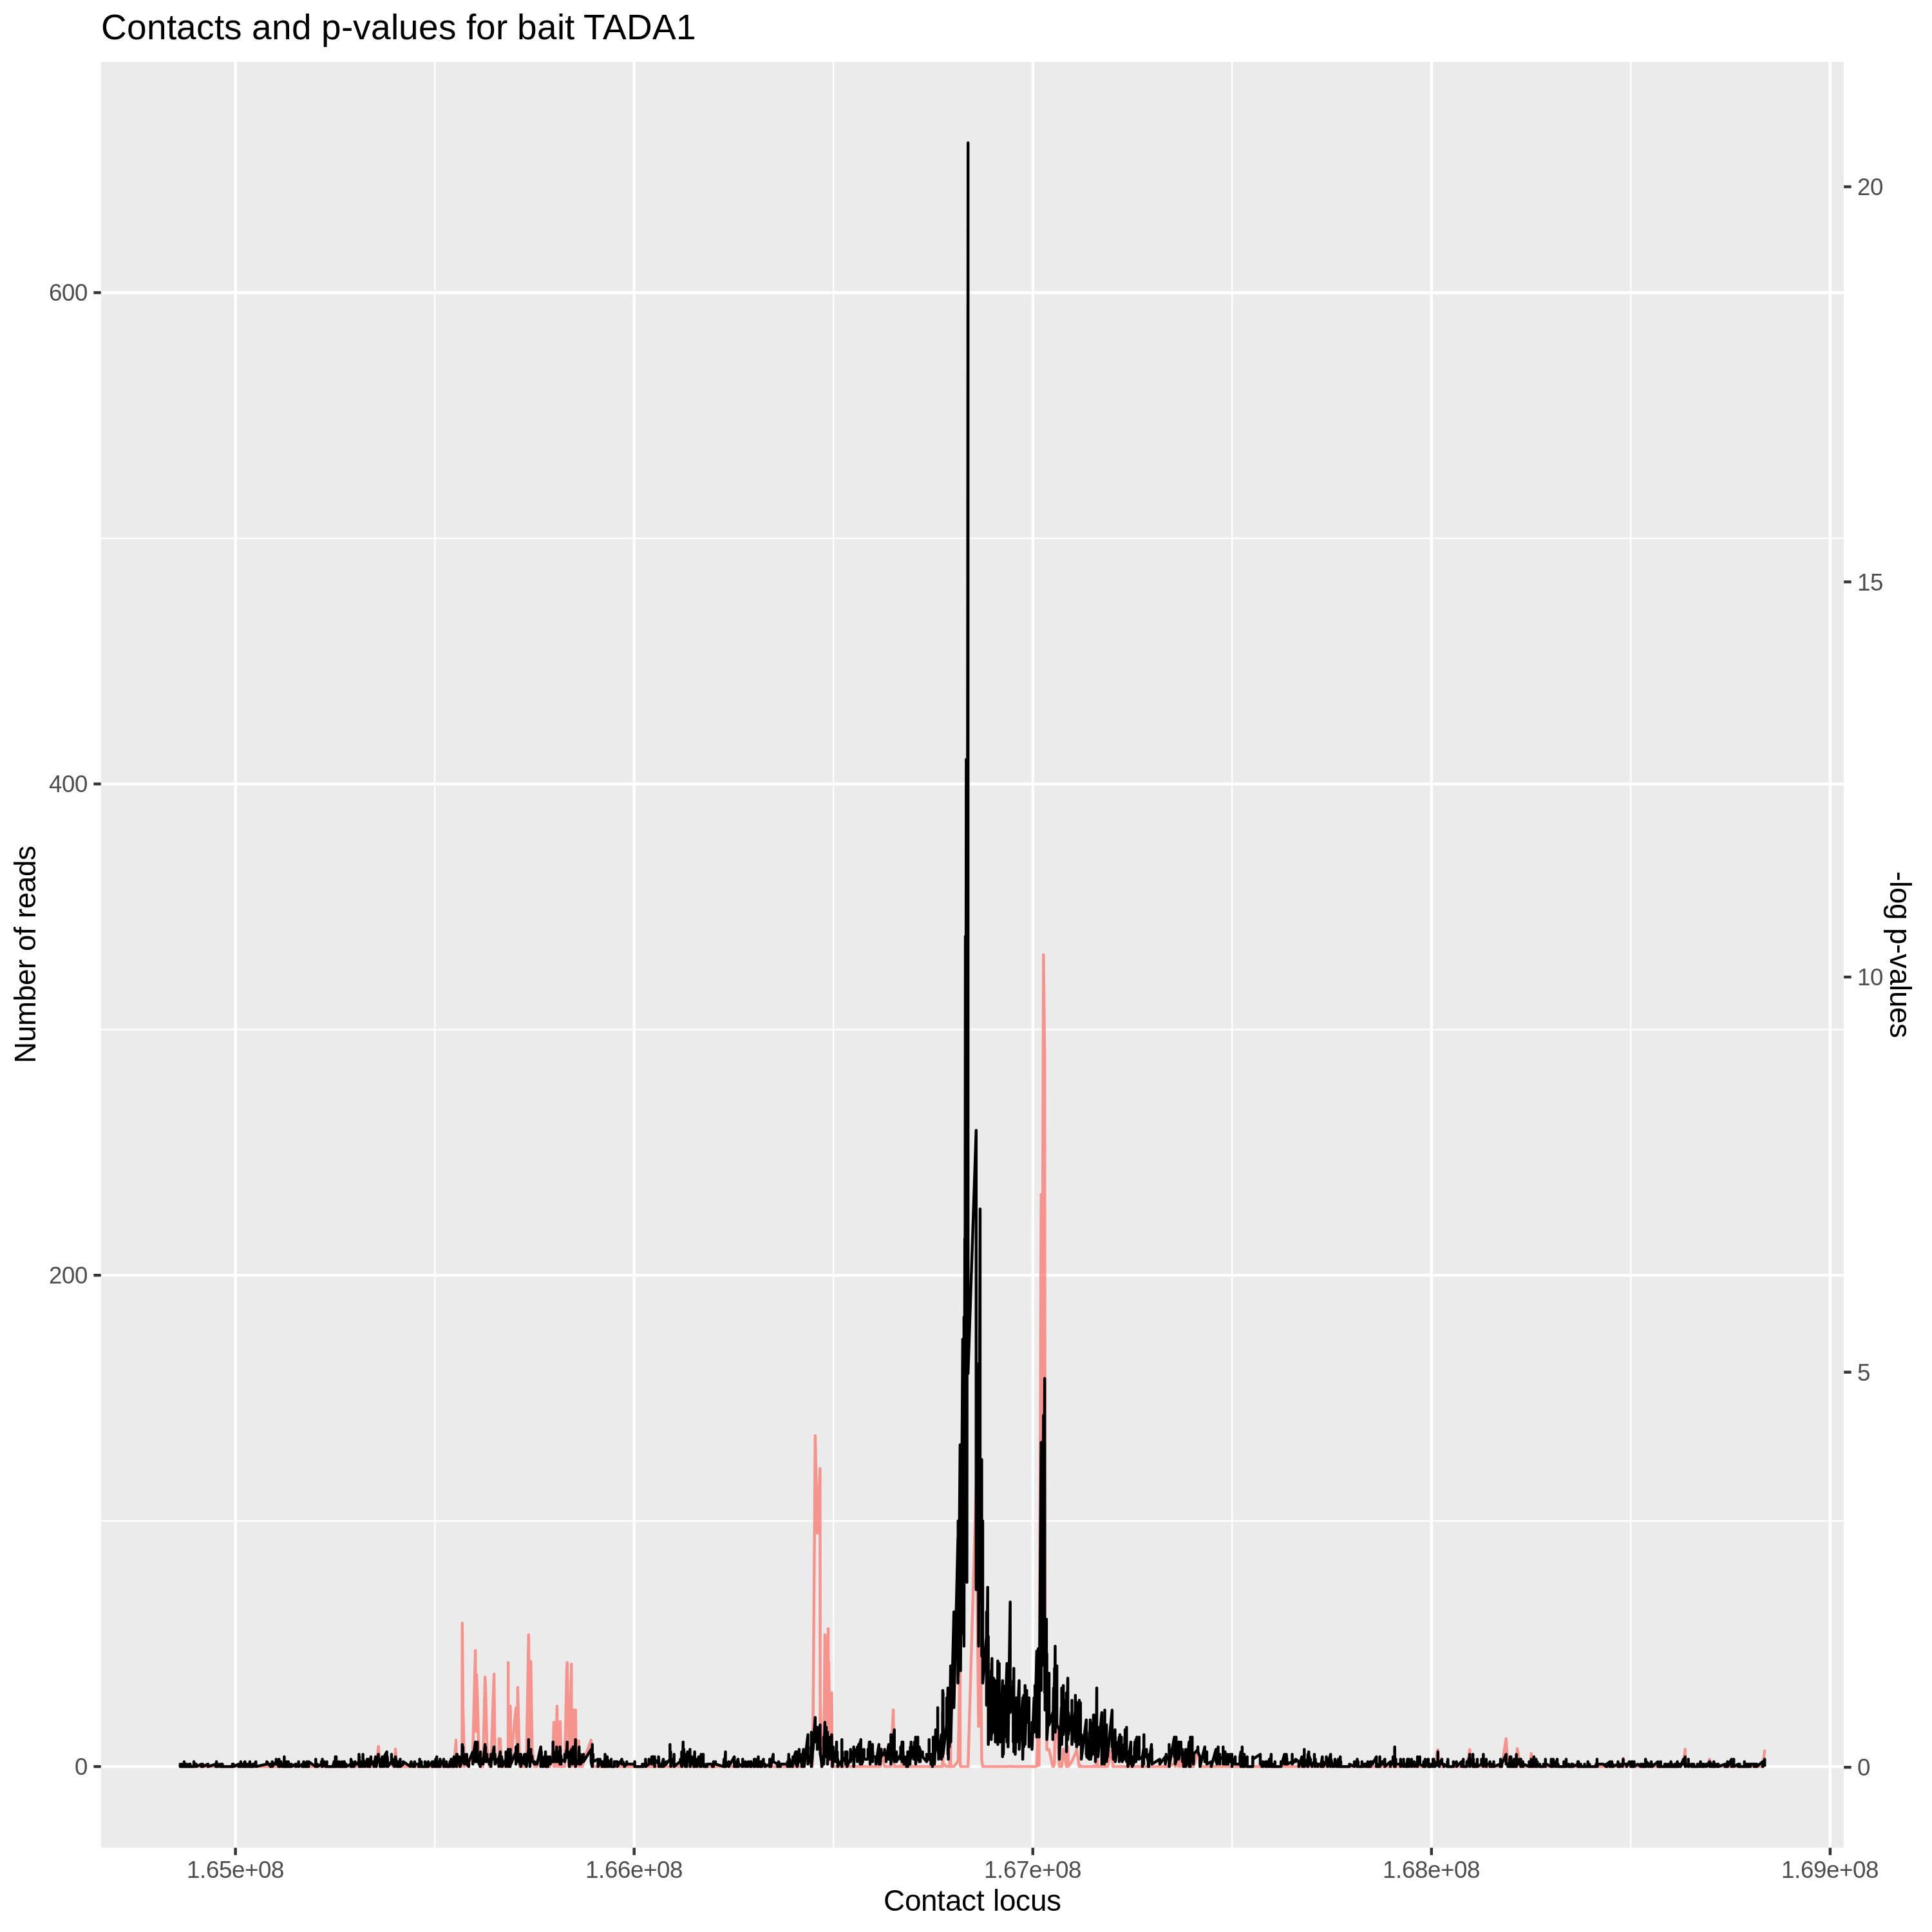 Contacts and p-values for bait TADA1
Number of reads
600
400
200
0
-log p-values
20
15
10
5
0
1.65e+08
1.66e+08
1.67e+08
1.68e+08
1.69e+08
Contact locus